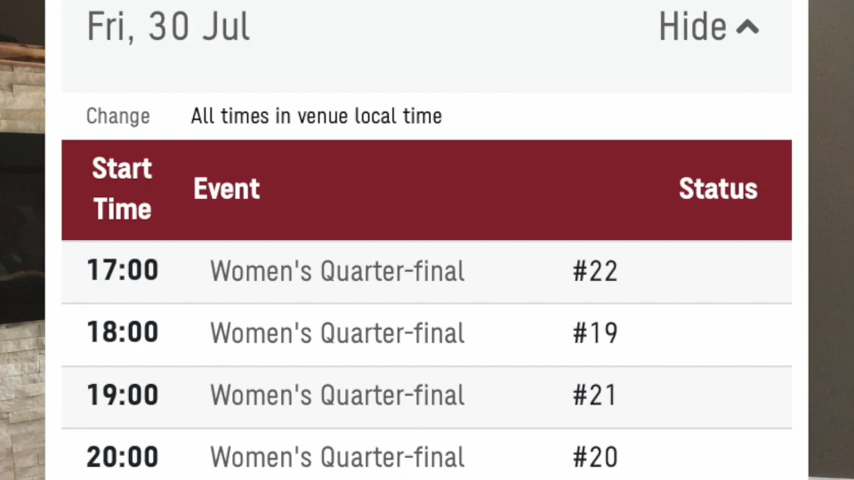 Fri, 30 Jul Hide
Change All times in venue local time
Start Time Event Status
17:00 Women's Quarter-final #22
18:00 Women's Quarter-final #19
19:00 Women's Quarter-final #21
20:00 Women's Quarter-final #20